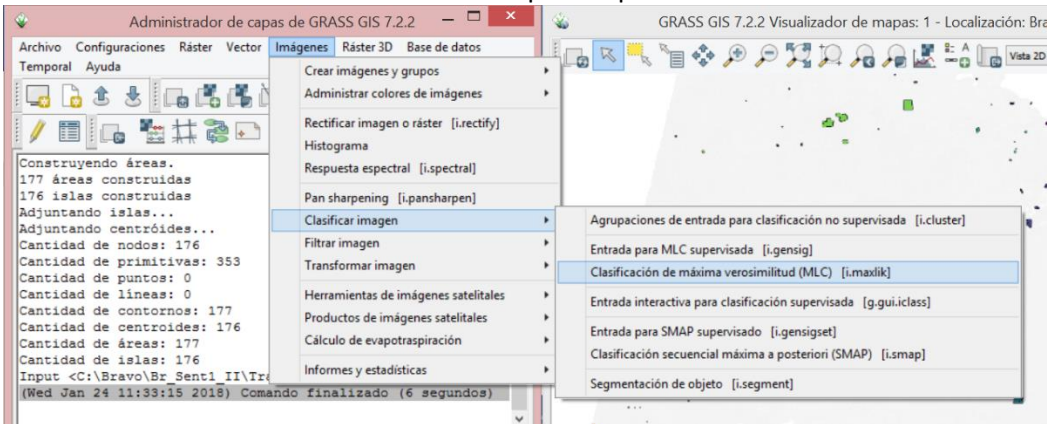 Administrador de capas de GRASS GIS 7.2.2
Archivo Configuraciones Ráster Vector Imágenes Ráster 3D Base de datos
Temporal Ayuda
Construyendo áreas.
177 áreas construidas
176 islas construidas
Adjuntando islas...
Adjuntando centróides...
Cantidad de nodos: 176
Cantidad de primitivas: 353
Cantidad de puntos: 0
Cantidad de líneas: 0
Cantidad de contornos: 177
Cantidad de centroides: 176
Cantidad de áreas: 177
Cantidad de islas: 176
Input <C:\Bravo\Br_Sent1_II\Tra
(Wed Jan 24 11:33:15 2018) Comando finalizado (6 segundos)
Crear imágenes y grupos
Administrar colores de imágenes
Rectificar imagen o ráster [i.rectify]
Histograma
Respuesta espectral [i.spectral]
Pan sharpening [i.pansharpen]
Clasificar imagen
Filtrar imagen
Transformar imagen
Herramientas de imágenes satelitales
Productos de imágenes satelitales
Cálculo de evapotraspiración
Informes y estadísticas
GRASS GIS 7.2.2 Visualizador de mapas: 1 - Localización: Bra
Vista 2D
Agrupaciones de entrada para clasificación no supervisada [i.cluster]
Entrada para MLC supervisada [i.gensig]
Clasificación de máxima verosimilitud (MLC) [i.maxlik]
Entrada interactiva para clasificación supervisada [g.gui.iclass]
Entrada para SMAP supervisado [i.gensigset]
Clasificación secuencial máxima a posteriori (SMAP) [i.smap]
Segmentación de objeto [i.segment]